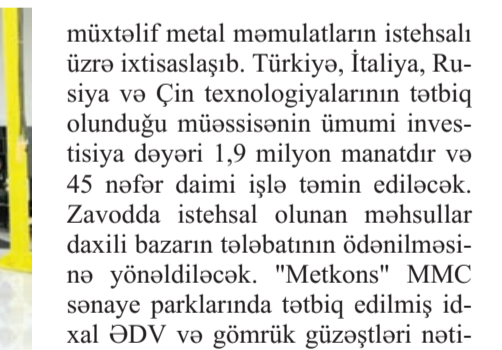 müxtəlif metal məmulatların istehsalı
üzrə ixtisaslaşıb. Türkiyə, İtaliya, Ru-
siya və Çin texnologiyalarının tətbiq
olunduğu müəssisənin ümumi inves-
tisiya dəyəri 1,9 milyon manatdır və
45 nəfər daimi işlə təmin ediləcək.
Zavodda istehsal olunan məhsullar
daxili bazarın tələbatının ödənilməsi-
nə yönəldiləcək. "Metkons" MMC
sənaye parklarında tətbiq edilmiş id-
xal ƏDV və gömrük güzəştləri nəti-